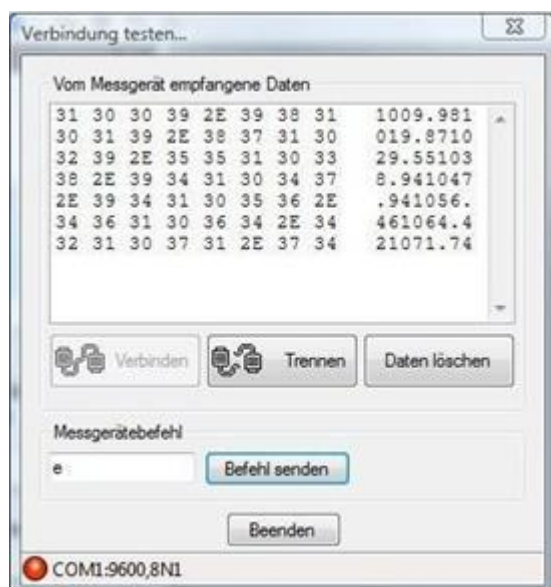 Verbindung testen...
Vom Messgerät empfangene Daten
31 30 30 39 2E 39 38 31 1009.981
30 31 39 2E 38 37 31 30 019.8710
32 39 2E 35 35 31 30 33 29.55103
38 2E 39 34 31 30 34 37 8.941047
2E 39 34 31 30 35 36 2E .941056.
34 36 31 30 36 34 2E 34 461064.4
32 31 30 37 31 2E 37 34 21071.74
Verbinden Trennen Daten löschen
Messgerätebefehl
e Befehl senden
Beenden
COM1:9600,8N1